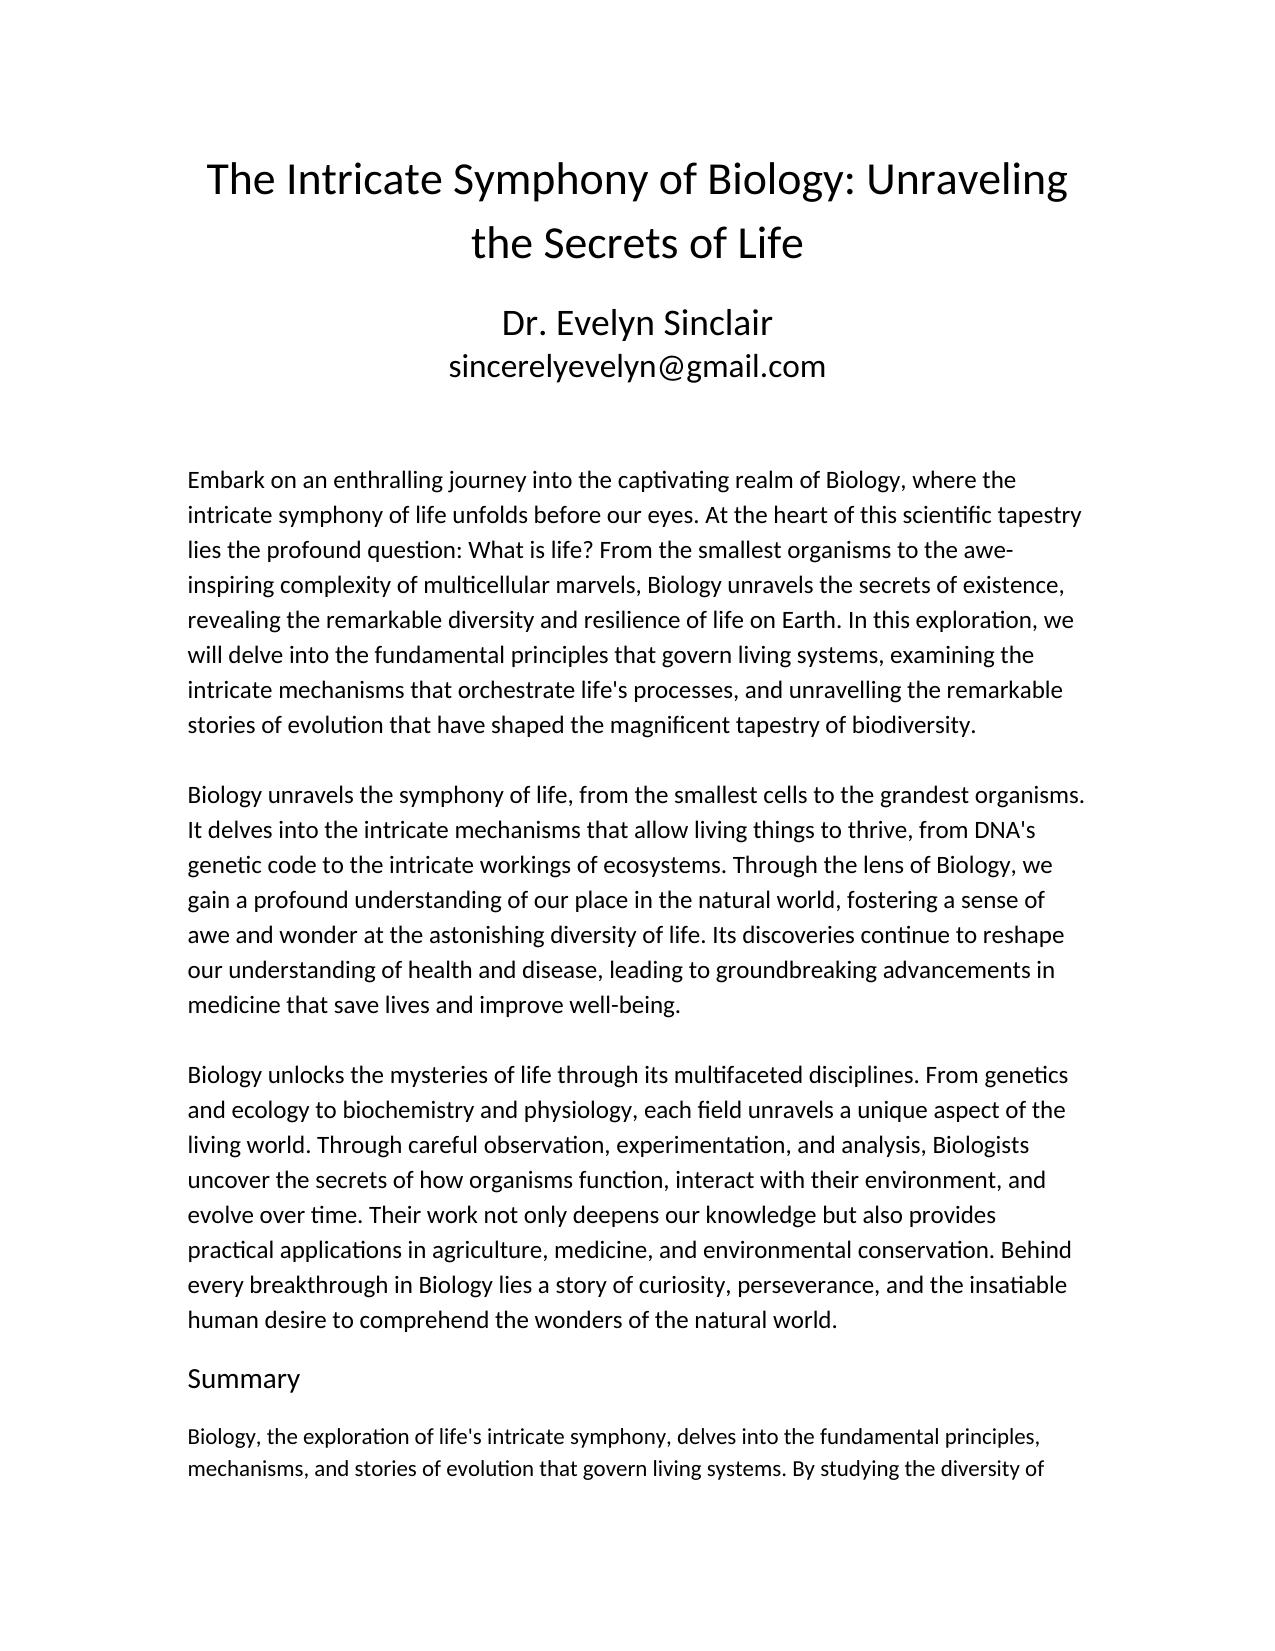 The Intricate Symphony of Biology: Unraveling
the Secrets of Life
Dr. Evelyn Sinclair
sincerelyevelyn@gmail.com
Embark on an enthralling journey into the captivating realm of Biology, where the
intricate symphony of life unfolds before our eyes. At the heart of this scientific tapestry
lies the profound question: What is life? From the smallest organisms to the awe-
inspiring complexity of multicellular marvels, Biology unravels the secrets of existence,
revealing the remarkable diversity and resilience of life on Earth. In this exploration, we
will delve into the fundamental principles that govern living systems, examining the
intricate mechanisms that orchestrate life's processes, and unravelling the remarkable
stories of evolution that have shaped the magnificent tapestry of biodiversity.
Biology unravels the symphony of life, from the smallest cells to the grandest organisms.
It delves into the intricate mechanisms that allow living things to thrive, from DNA's
genetic code to the intricate workings of ecosystems. Through the lens of Biology, we
gain a profound understanding of our place in the natural world, fostering a sense of
awe and wonder at the astonishing diversity of life. Its discoveries continue to reshape
our understanding of health and disease, leading to groundbreaking advancements in
medicine that save lives and improve well-being.
Biology unlocks the mysteries of life through its multifaceted disciplines. From genetics
and ecology to biochemistry and physiology, each field unravels a unique aspect of the
living world. Through careful observation, experimentation, and analysis, Biologists
uncover the secrets of how organisms function, interact with their environment, and
evolve over time. Their work not only deepens our knowledge but also provides
practical applications in agriculture, medicine, and environmental conservation. Behind
every breakthrough in Biology lies a story of curiosity, perseverance, and the insatiable
human desire to comprehend the wonders of the natural world.
Summary
Biology, the exploration of life's intricate symphony, delves into the fundamental principles,
mechanisms, and stories of evolution that govern living systems. By studying the diversity of